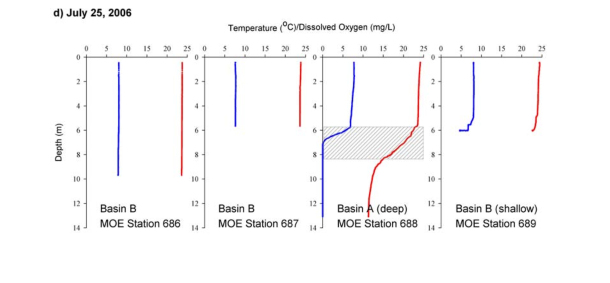 d) July 25, 2006
Temperature (°C)/Dissolved Oxygen (mg/L)
0 5 10 15 20 25 0 5 10 15 20 25 0 5 10 15 20 25 0 5 10 15 20 25
0 0 0 0
2 2 2 2
4 4 4 4
6 6 6 6
8 8 8 8
10 10 10 10
12 12 12 12
14 14 14 14
Depth (m)
Basin B
MOE Station 686
Basin B
MOE Station 687
Basin A (deep)
MOE Station 688
Basin B (shallow)
MOE Station 689